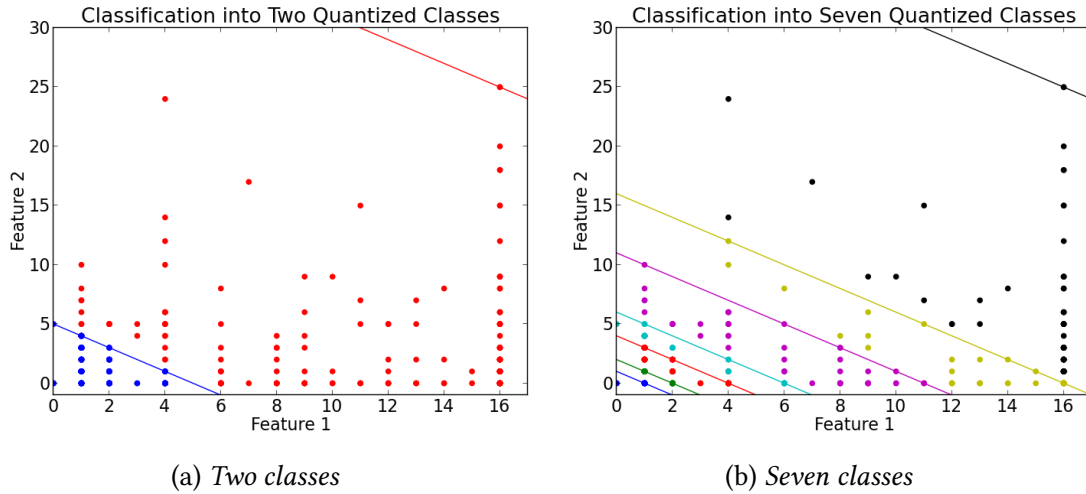 Classification into Two Quantized Classes
30
25
20
15
10
5
0
Feature 2
0 2 4 6 8 10 12 14 16
Feature 1
(a) Two classes
Classification into Seven Quantized Classes
30
25
20
15
10
5
0
Feature 2
0 2 4 6 8 10 12 14 16
Feature 1
(b) Seven classes